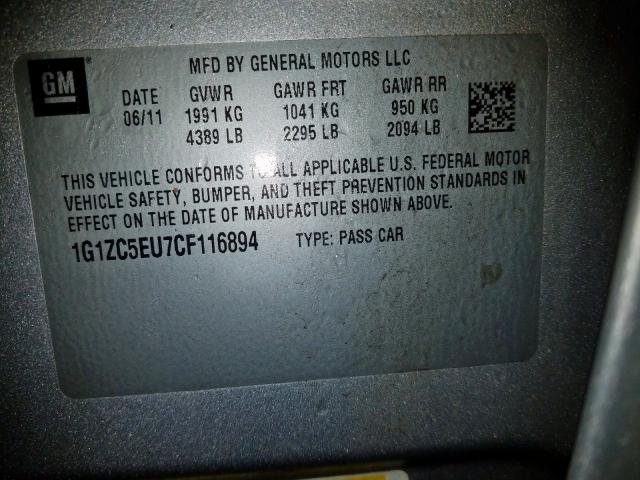 GM
MFD BY GENERAL MOTORS LLC
DATE GVWR GAWR FRT GAWR RR
06/11 1991 KG 1041 KG 950 KG
4389 LB 2295 LB 2094 LB
THIS VEHICLE CONFORMS TO ALL APPLICABLE U.S. FEDERAL MOTOR
VEHICLE SAFETY, BUMPER, AND THEFT PREVENTION STANDARDS IN
EFFECT ON THE DATE OF MANUFACTURE SHOWN ABOVE.
1G1ZC5EU7CF116894 TYPE: PASS CAR